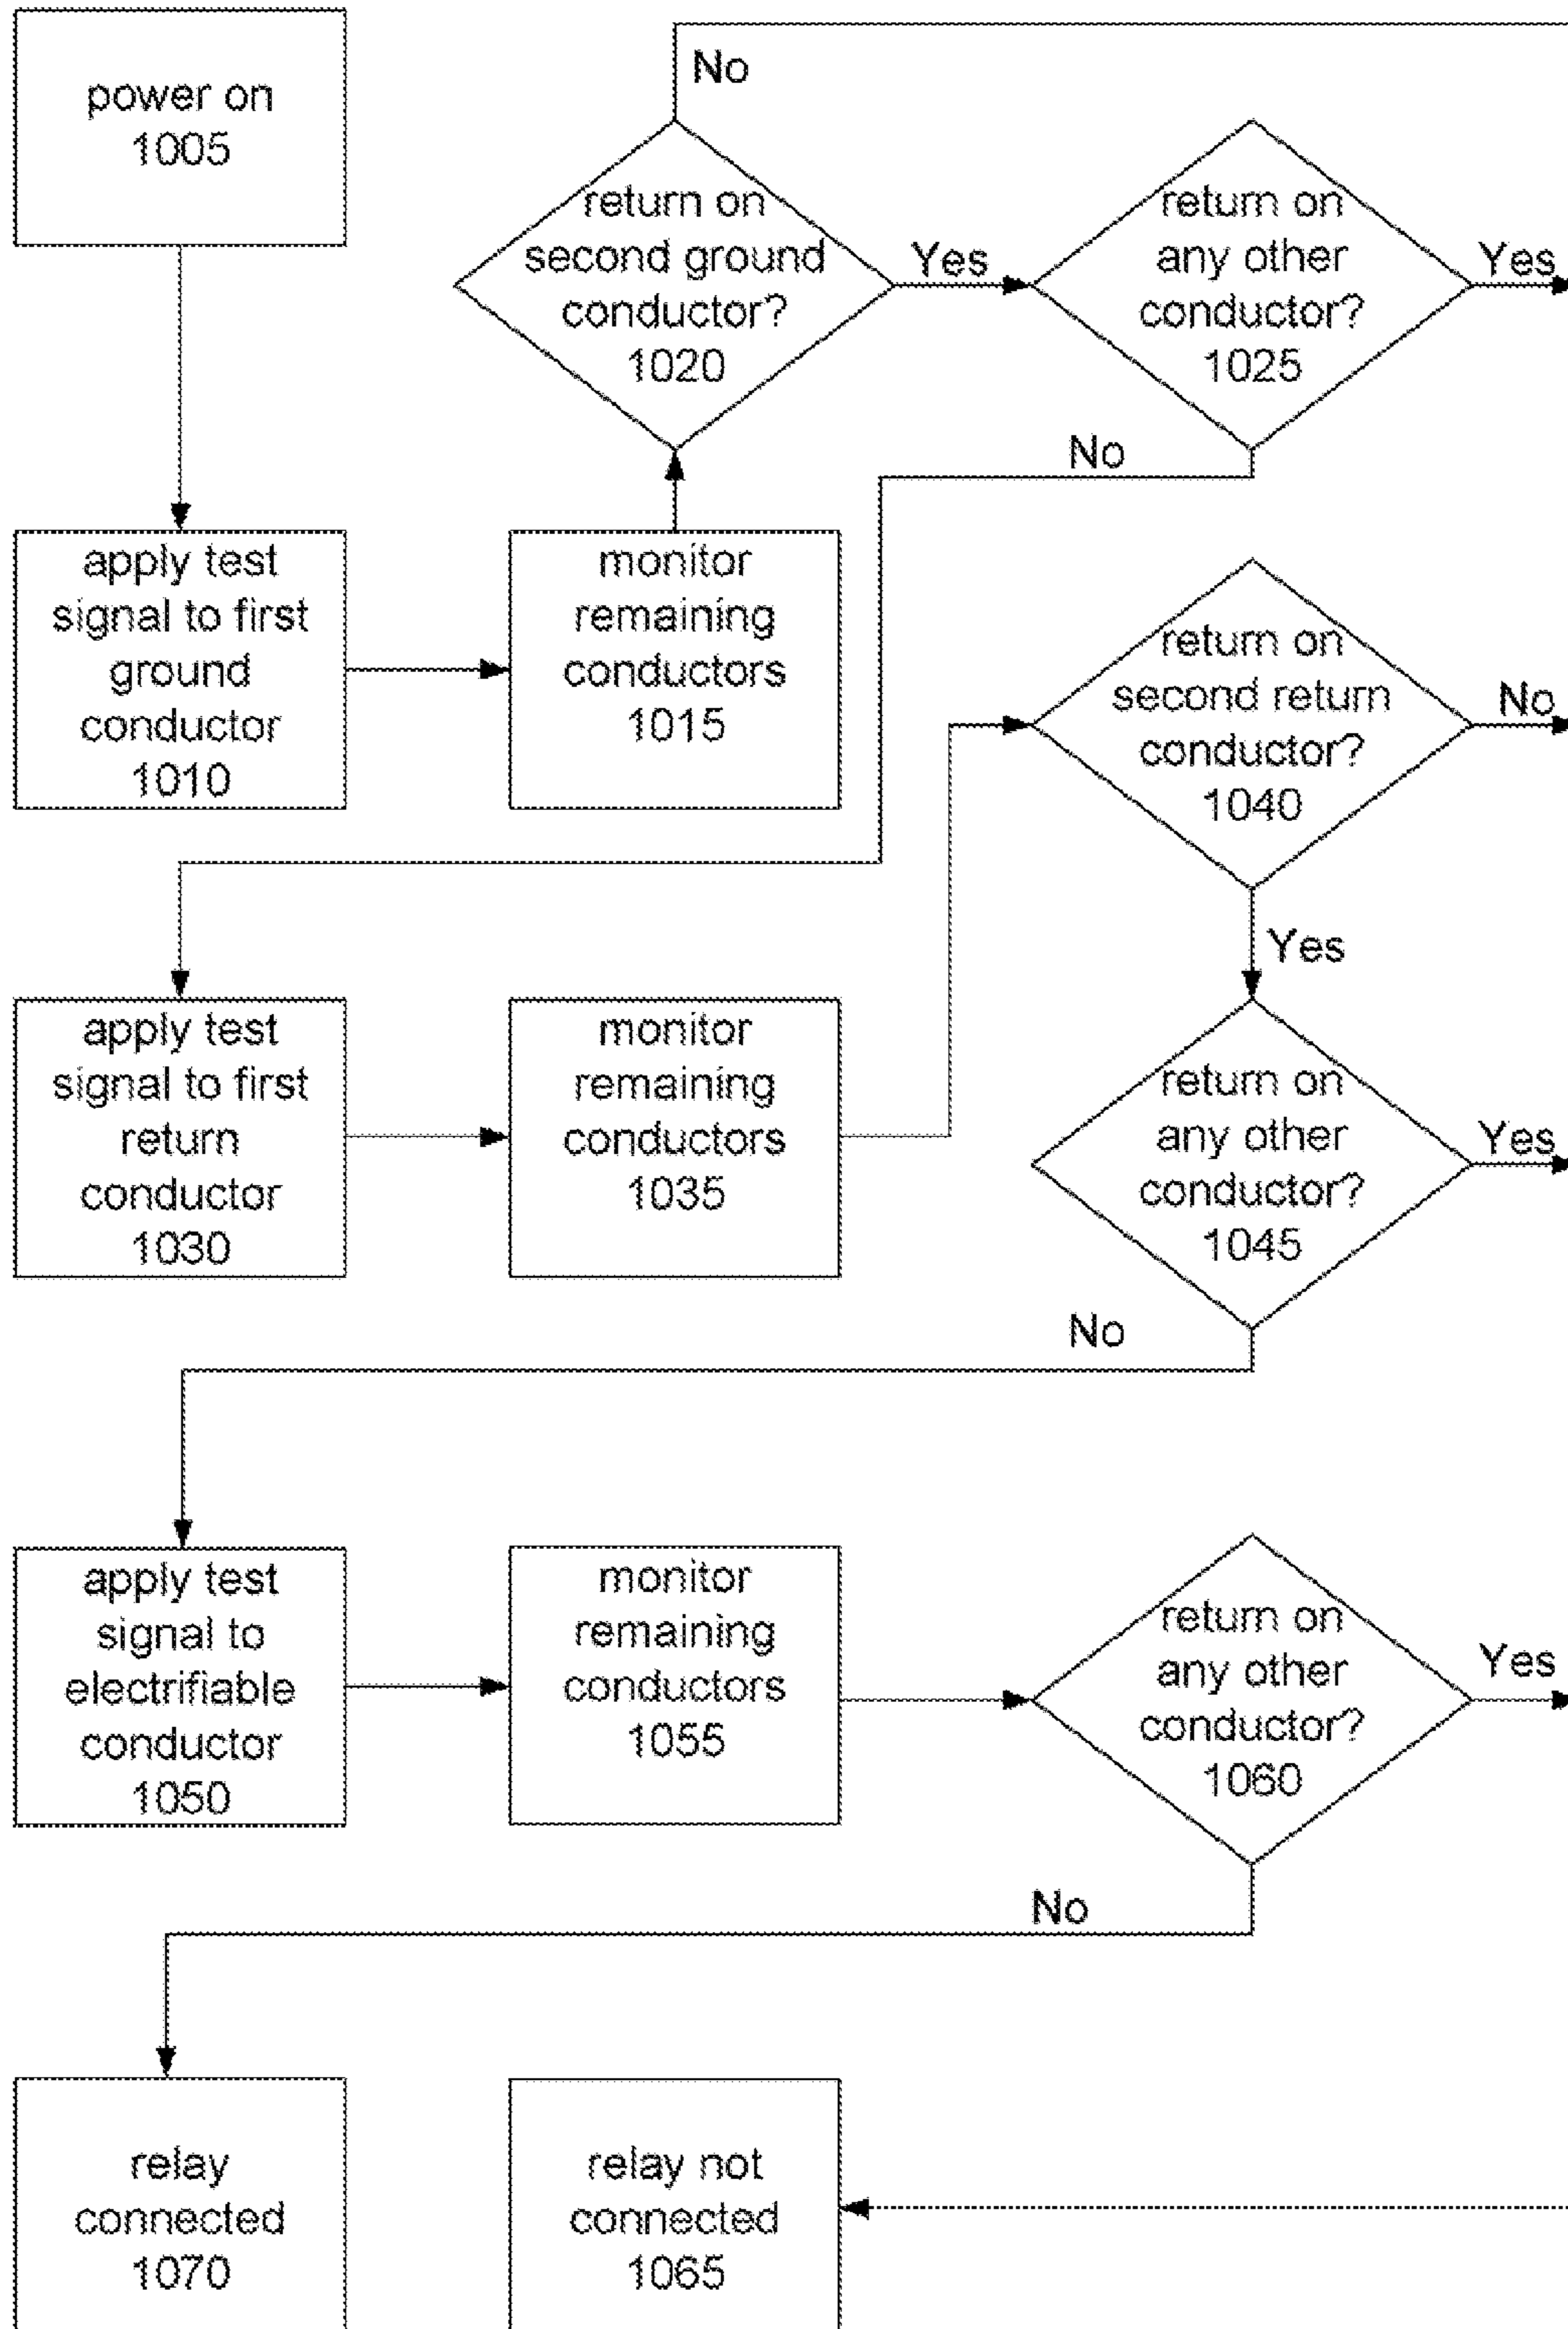 power on
1005
No
return on
second ground
conductor?
1020
Yes
return on
any other
conductor?
1025
Yes
No
apply test
signal to first
ground
conductor
1010
monitor
remaining
conductors
1015
return on
second return
conductor?
1040
No
Yes
apply test
signal to first
return
conductor
1030
monitor
remaining
conductors
1035
return on
any other
conductor?
1045
Yes
No
apply test
signal to
electrifiable
conductor
1050
monitor
remaining
conductors
1055
return on
any other
conductor?
1060
Yes
No
relay
connected
1070
relay not
connected
1065